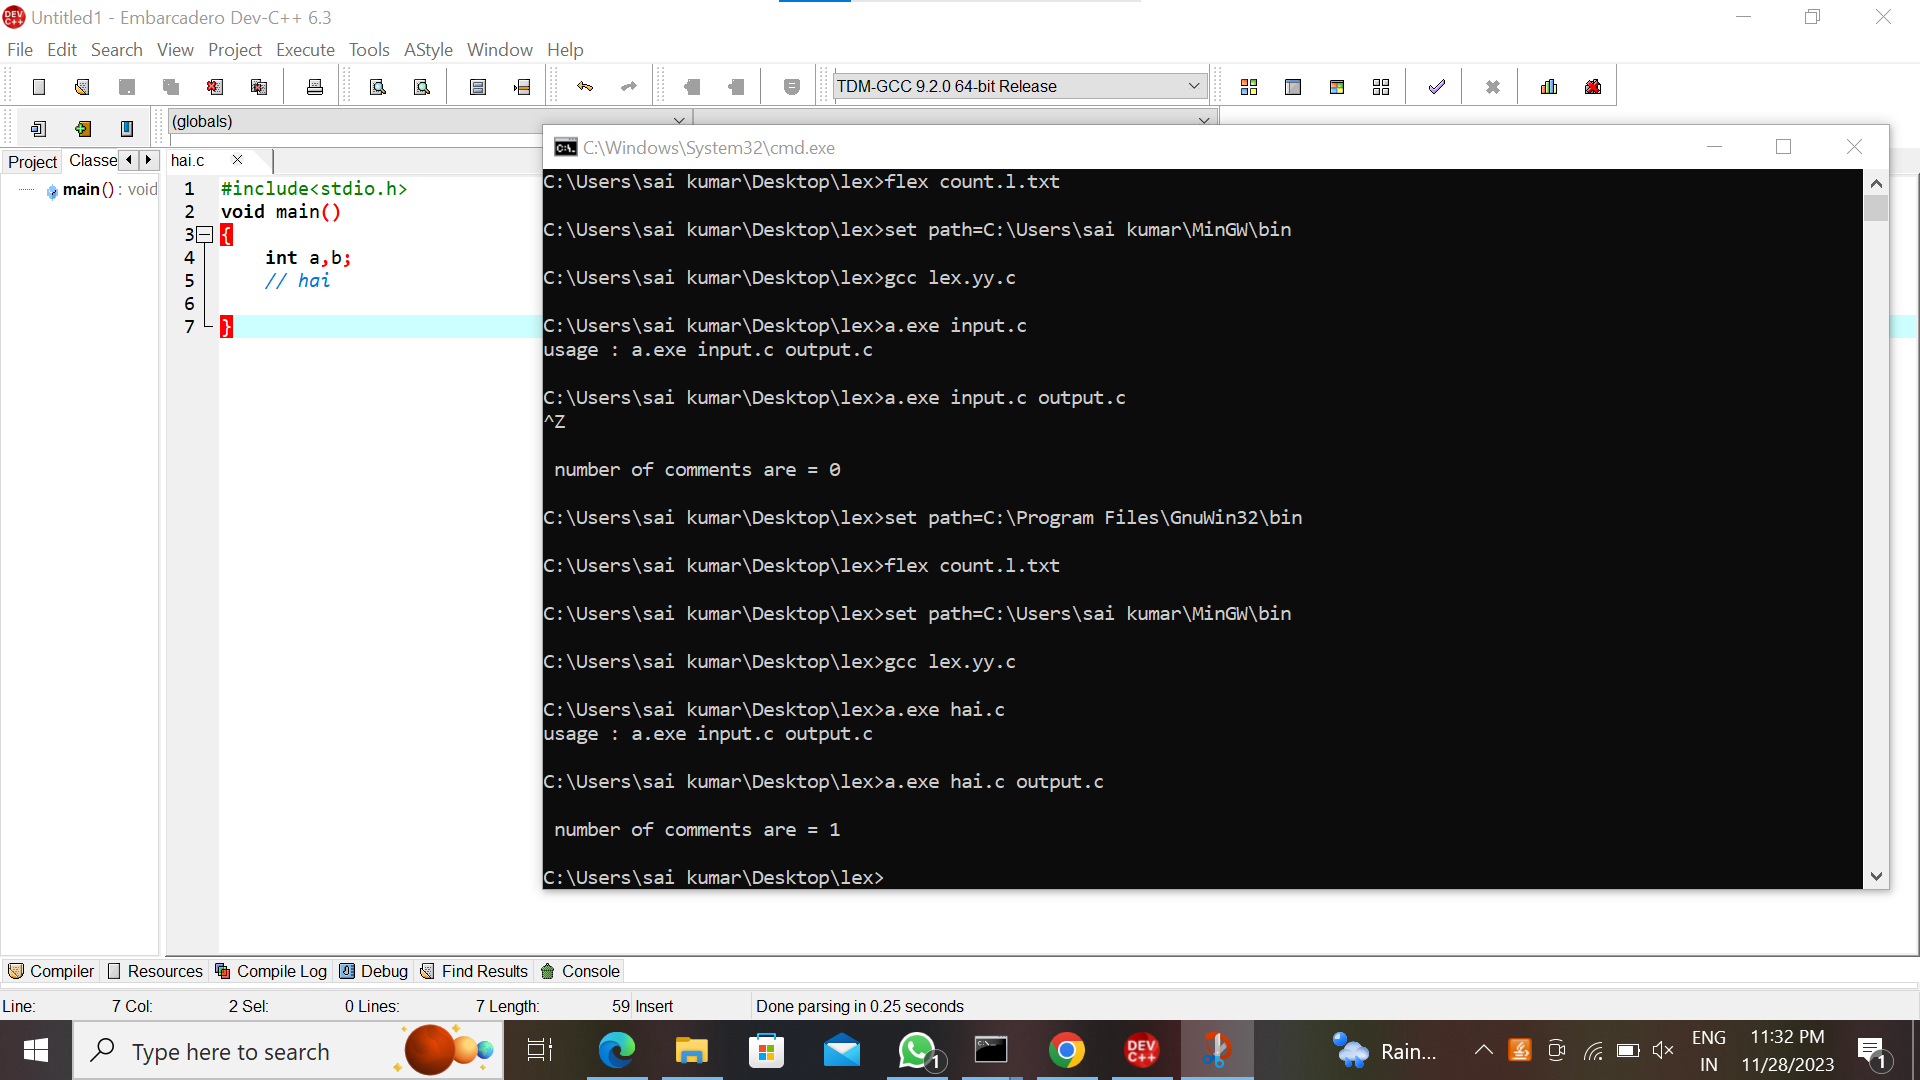 Untitled1 - Embarcadero Dev-C++ 6.3
File Edit Search View Project Execute Tools AStyle Window Help
TDM-GCC 9.2.0 64-bit Release
(globals)
Project Classe hai.c
main() : void
1 #include<stdio.h>
2 void main()
3 {
4 int a,b;
5 // hai
6
7 }
C:\Windows\System32\cmd.exe
C:\Users\sai kumar\Desktop\lex>flex count.l.txt
C:\Users\sai kumar\Desktop\lex>set path=C:\Users\sai kumar\MinGW\bin
C:\Users\sai kumar\Desktop\lex>gcc lex.yy.c
C:\Users\sai kumar\Desktop\lex>a.exe input.c
usage : a.exe input.c output.c
C:\Users\sai kumar\Desktop\lex>a.exe input.c output.c
^Z
number of comments are = 0
C:\Users\sai kumar\Desktop\lex>set path=C:\Program Files\GnuWin32\bin
C:\Users\sai kumar\Desktop\lex>flex count.l.txt
C:\Users\sai kumar\Desktop\lex>set path=C:\Users\sai kumar\MinGW\bin
C:\Users\sai kumar\Desktop\lex>gcc lex.yy.c
C:\Users\sai kumar\Desktop\lex>a.exe hai.c
usage : a.exe input.c output.c
C:\Users\sai kumar\Desktop\lex>a.exe hai.c output.c
number of comments are = 1
C:\Users\sai kumar\Desktop\lex>
Compiler Resources Compile Log Debug Find Results Console
Line: 7 Col: 2 Sel: 0 Lines: 7 Length: 59 Insert Done parsing in 0.25 seconds
Type here to search
1
DEV C++
Rain...
ENG
IN
11:32 PM
11/28/2023
1